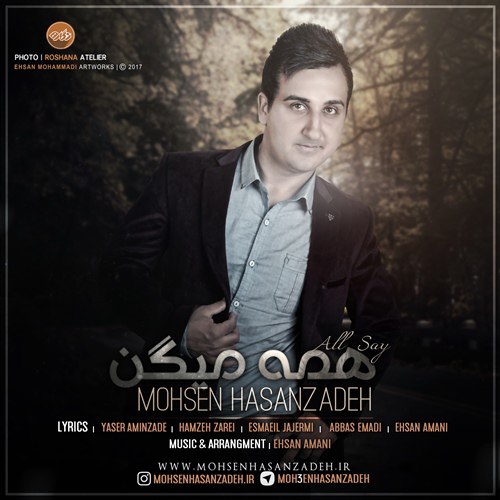 PHOTO | ROSHANA ATELIER
EHSAN MOHAMMADI ARTWORKS | © 2017
All Say
همه میگن
MOHSEN HASANZADEH
LYRICS | YASER AMINZADE | HAMZEH ZAREI | ESMAEIL JAJERMI | ABBAS EMADI | EHSAN AMANI
MUSIC & ARRANGMENT | EHSAN AMANI
WWW.MOHSENHASANZADEH.IR
MOHSENHASANZADEH.IR MOH3ENHASANZADEH